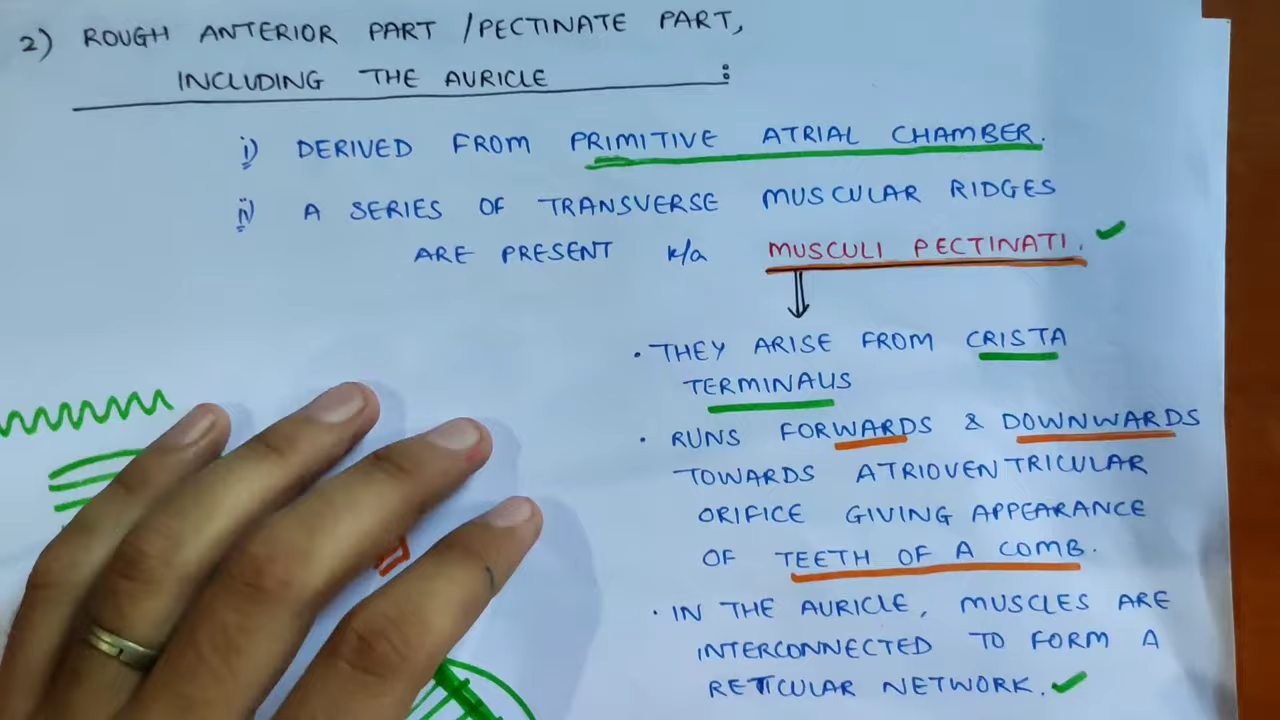 2) ROUGH ANTERIOR PART /PECTINATE PART,
INCLUDING THE AURICLE :
i) DERIVED FROM PRIMITIVE ATRIAL CHAMBER.
ii) A SERIES OF TRANSVERSE MUSCULAR RIDGES
ARE PRESENT k/a MUSCULI PECTINATI.
• THEY ARISE FROM CRISTA
TERMINALIS
• RUNS FORWARDS & DOWNWARDS
TOWARDS ATRIOVENTRICULAR
ORIFICE GIVING APPEARANCE
OF TEETH OF A COMB.
• IN THE AURICLE, MUSCLES ARE
INTERCONNECTED TO FORM A
RETICULAR NETWORK.